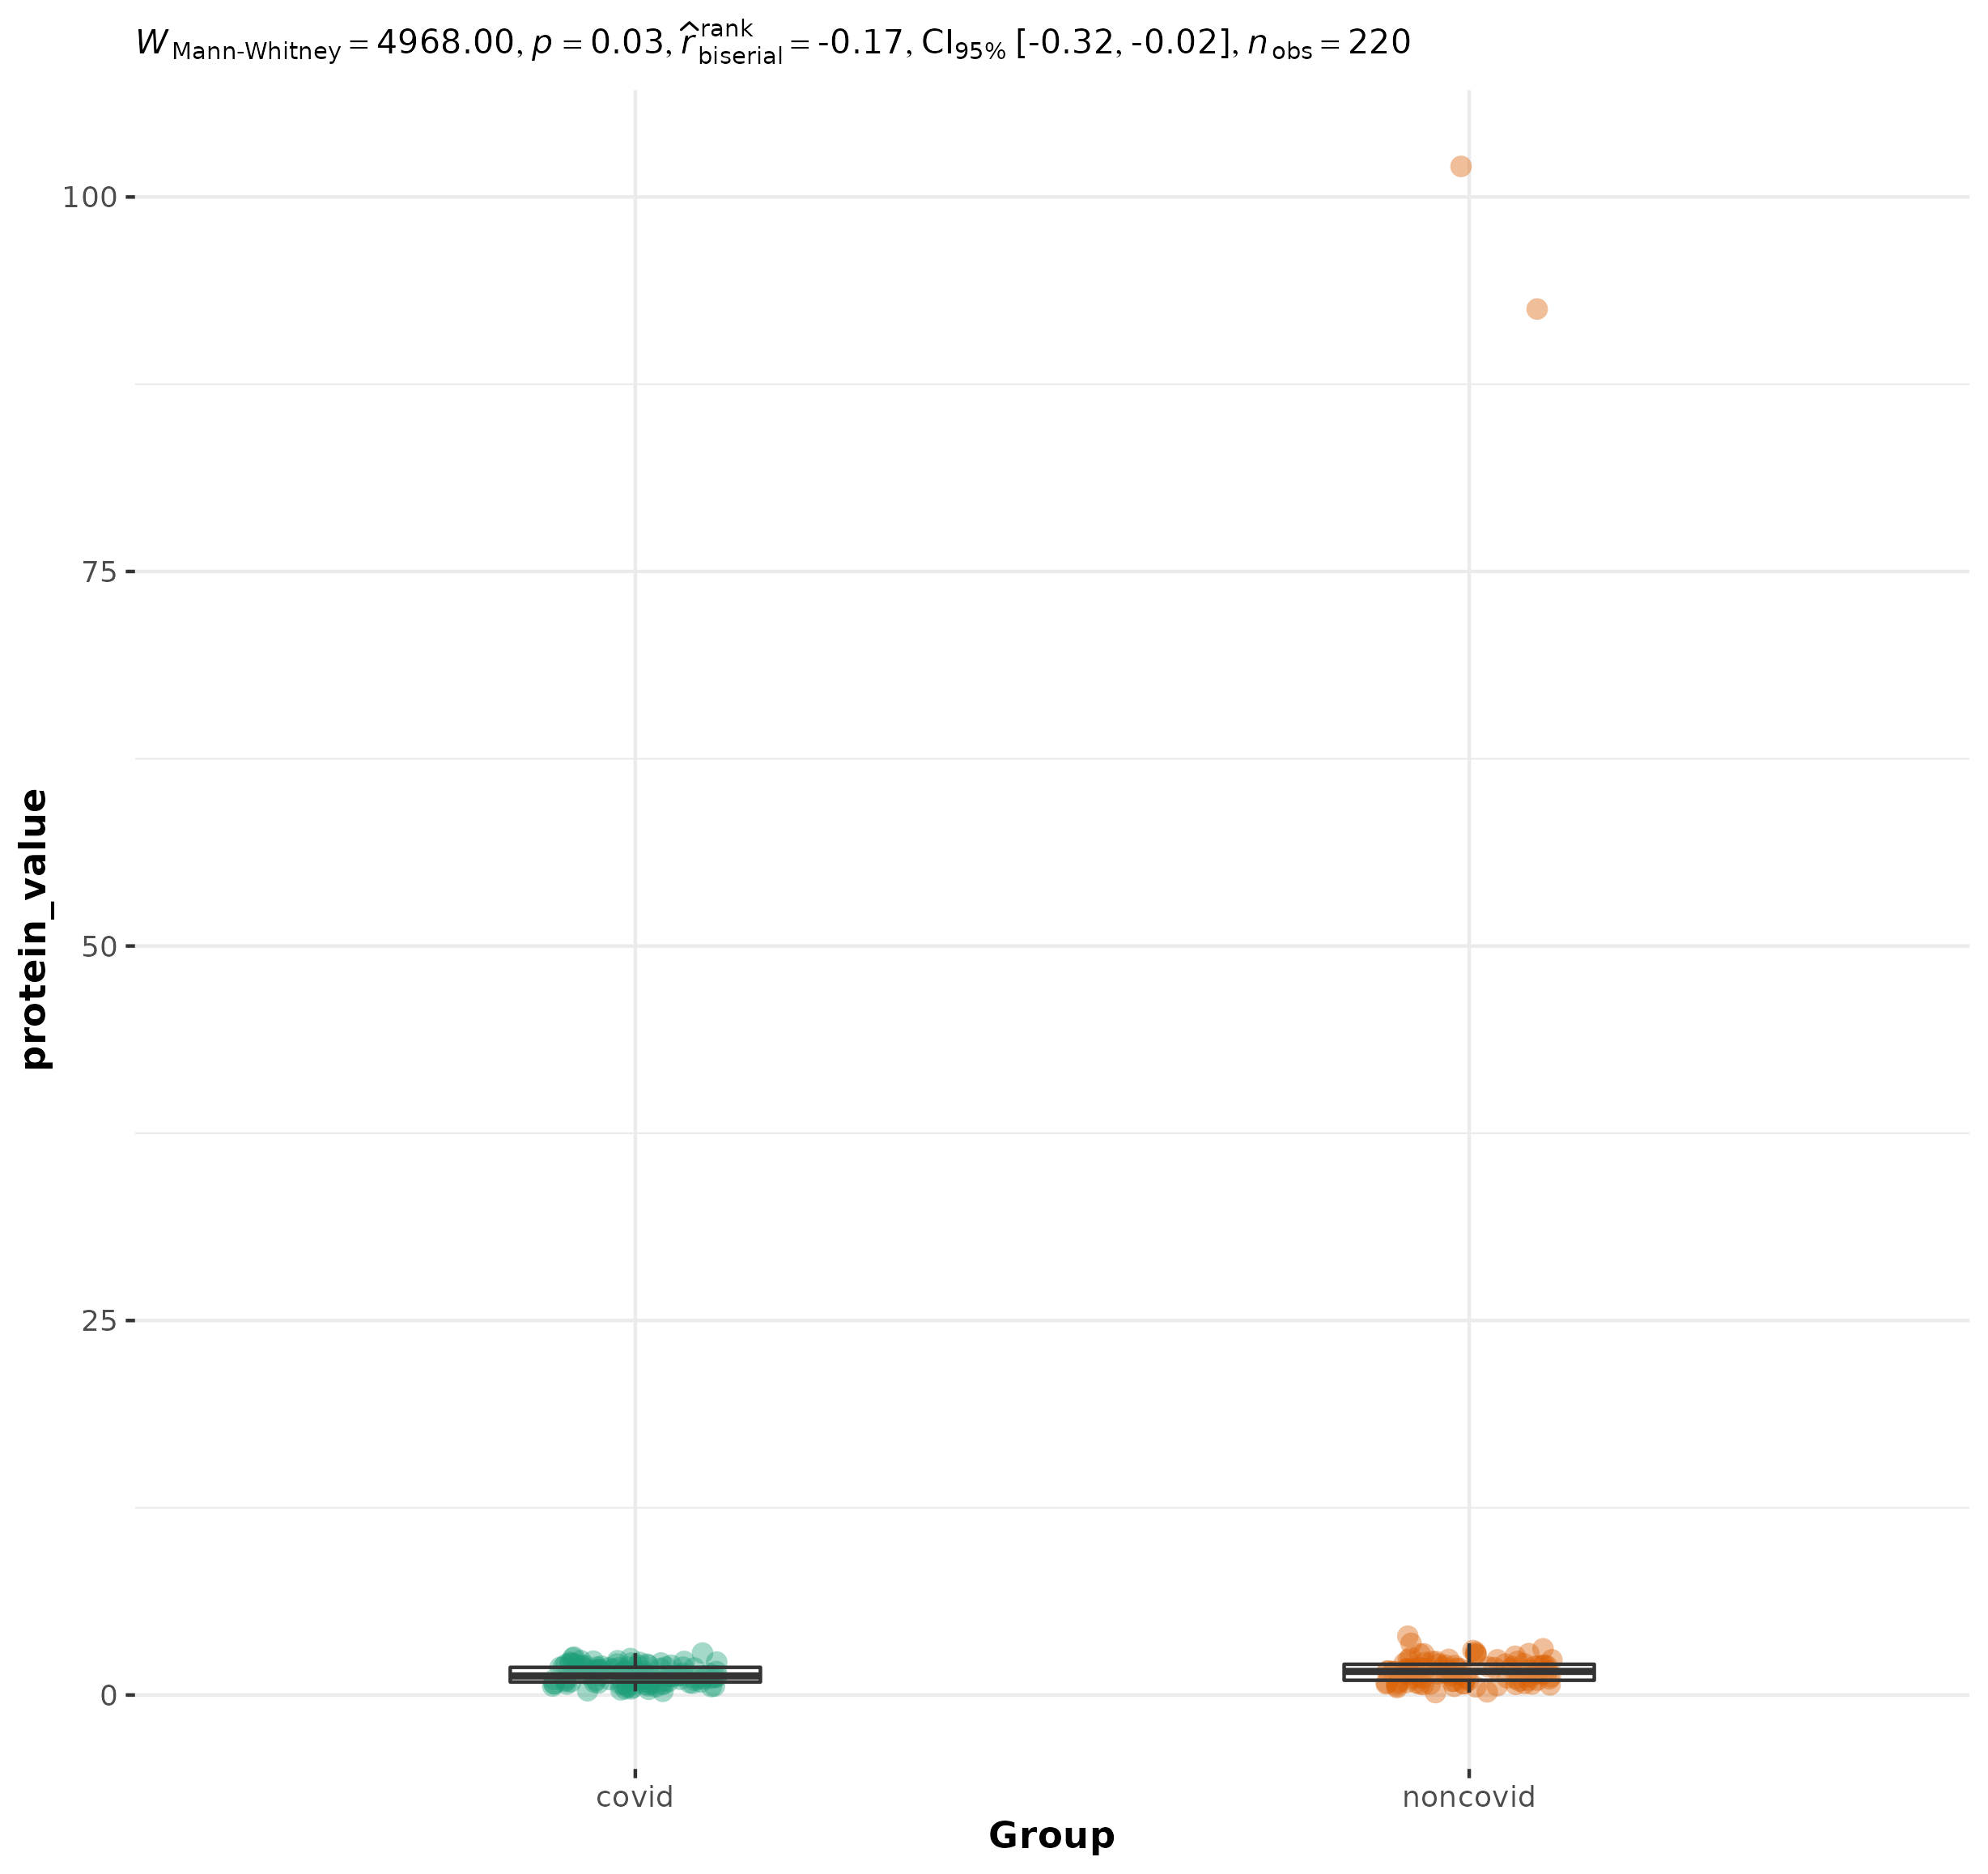 W Mann-Whitney = 4968.00, p = 0.03, r̂ rank biserial = -0.17, CI95% [-0.32, -0.02], n obs = 220
100
75
50
25
0
protein_value
covid noncovid
Group